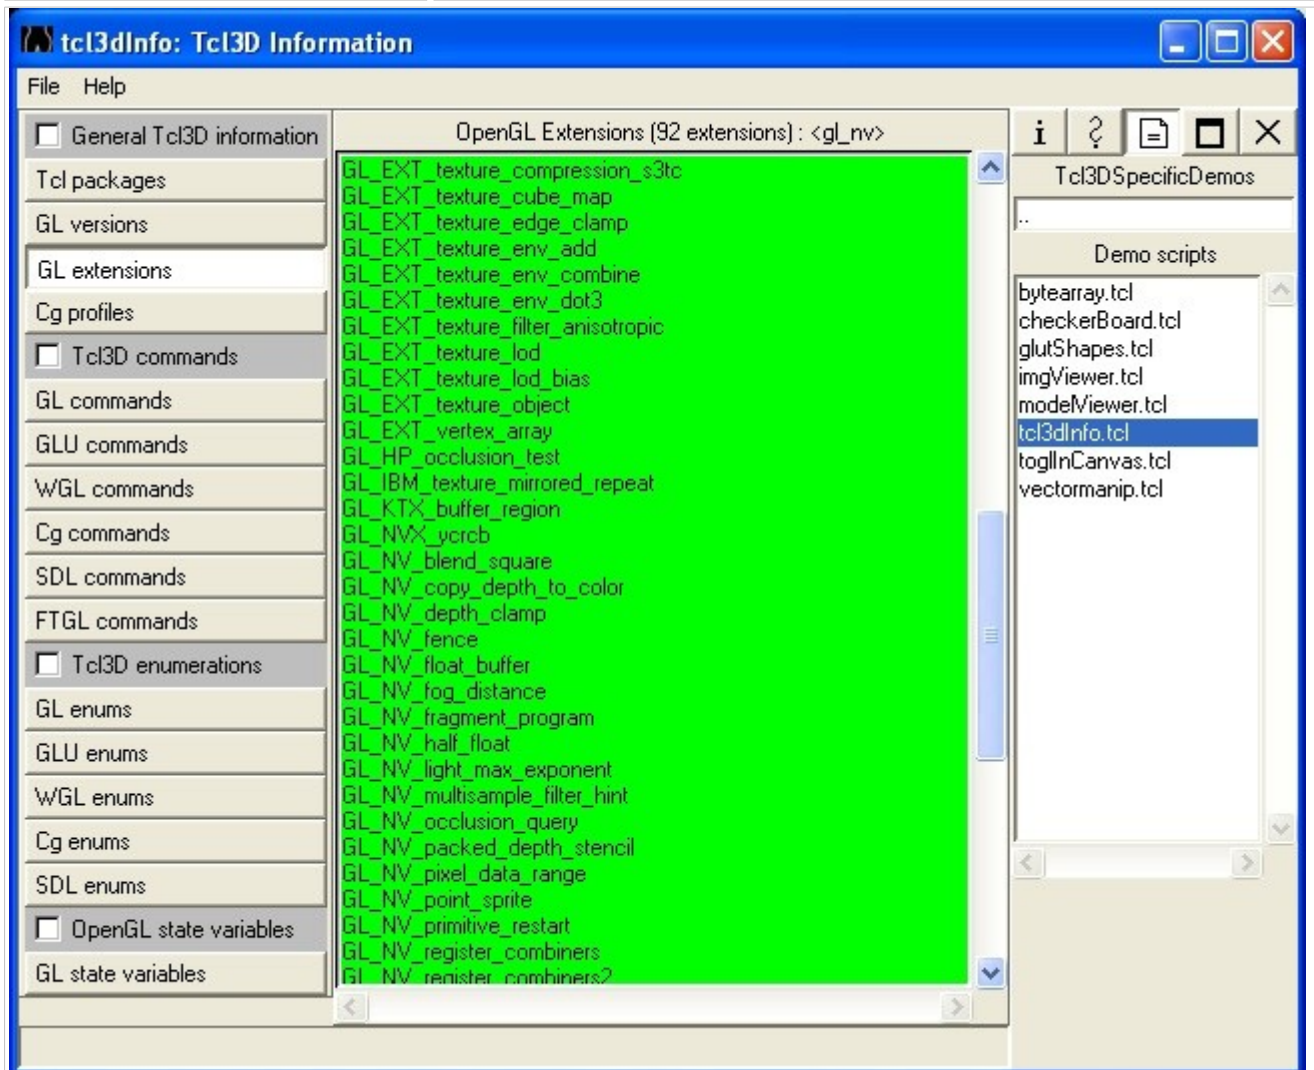 tcl3dInfo: Tcl3D Information
File Help
General Tcl3D information
Tcl packages
GL versions
GL extensions
Cg profiles
Tcl3D commands
GL commands
GLU commands
WGL commands
Cg commands
SDL commands
FTGL commands
Tcl3D enumerations
GL enums
GLU enums
WGL enums
Cg enums
SDL enums
OpenGL state variables
GL state variables
OpenGL Extensions (92 extensions) : <gl_nv>
GL_EXT_texture_compression_s3tc
GL_EXT_texture_cube_map
GL_EXT_texture_edge_clamp
GL_EXT_texture_env_add
GL_EXT_texture_env_combine
GL_EXT_texture_env_dot3
GL_EXT_texture_filter_anisotropic
GL_EXT_texture_lod
GL_EXT_texture_lod_bias
GL_EXT_texture_object
GL_EXT_vertex_array
GL_HP_occlusion_test
GL_IBM_texture_mirrored_repeat
GL_KTX_buffer_region
GL_NVX_ycrcb
GL_NV_blend_square
GL_NV_copy_depth_to_color
GL_NV_depth_clamp
GL_NV_fence
GL_NV_float_buffer
GL_NV_fog_distance
GL_NV_fragment_program
GL_NV_half_float
GL_NV_light_max_exponent
GL_NV_multisample_filter_hint
GL_NV_occlusion_query
GL_NV_packed_depth_stencil
GL_NV_pixel_data_range
GL_NV_point_sprite
GL_NV_primitive_restart
GL_NV_register_combiners
GL_NV_register_combiners2
i ?
Tcl3DSpecificDemos
..
Demo scripts
bytearray.tcl
checkerBoard.tcl
glutShapes.tcl
imgViewer.tcl
modelViewer.tcl
tcl3dInfo.tcl
toglInCanvas.tcl
vectormanip.tcl